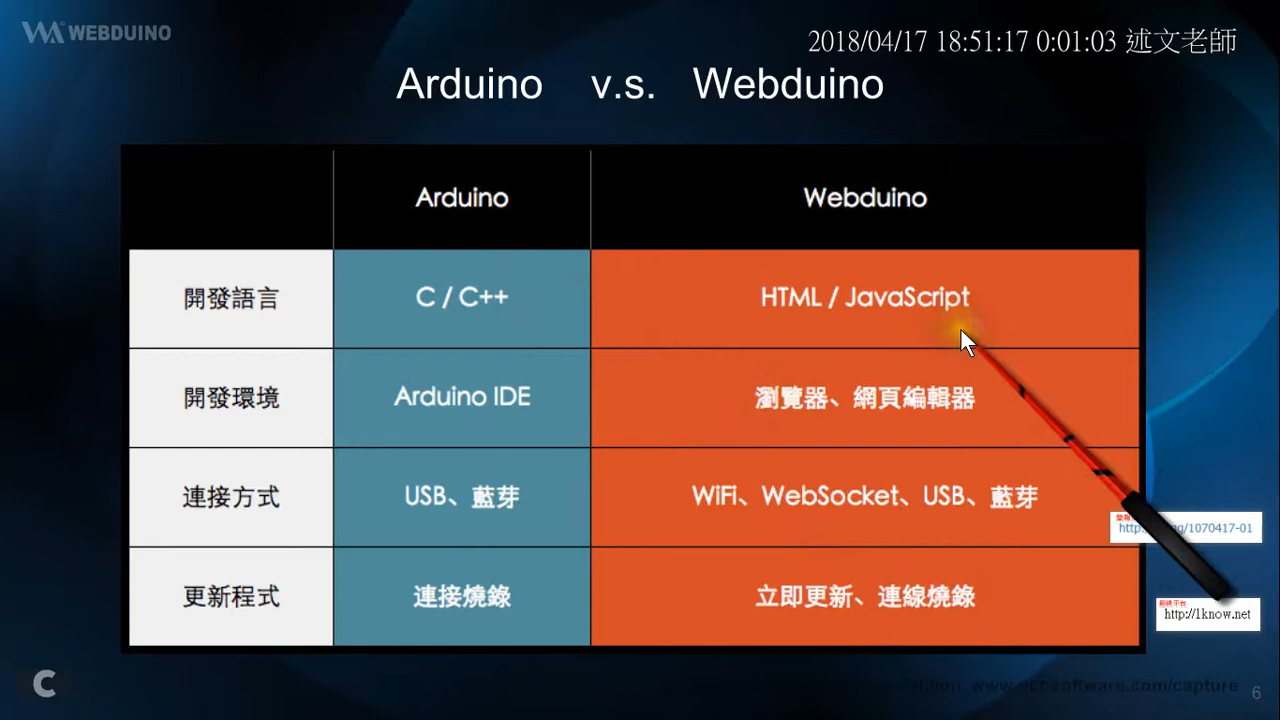 WEBDUINO
2018/04/17 18:51:17 0:01:03 述文老師
Arduino v.s. Webduino
Arduino Webduino
開發語言 C / C++ HTML / JavaScript
開發環境 Arduino IDE 瀏覽器、網頁編輯器
連接方式 USB、藍芽 WiFi、WebSocket、USB、藍芽
http: /1070417-01
更新程式 連接燒錄 立即更新、連線燒錄
http://1know.net
C
www.nchsoftware.com/capture
6